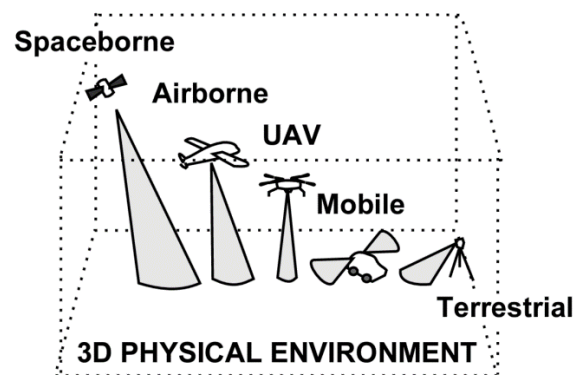 Spaceborne
Airborne
UAV
Mobile
Terrestrial
3D PHYSICAL ENVIRONMENT